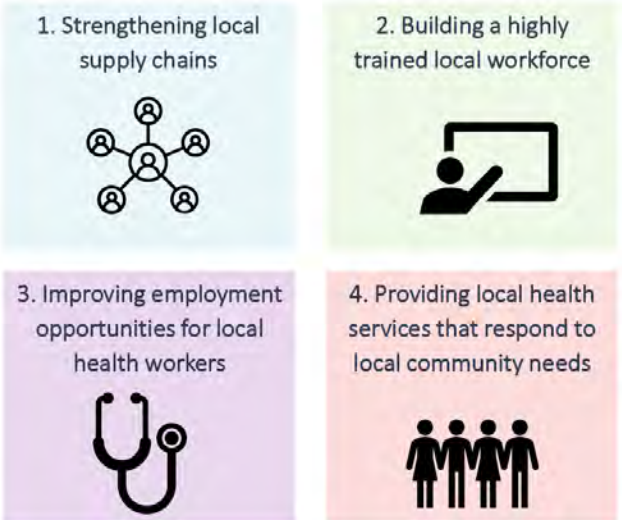 1. Strengthening local
supply chains
2. Building a highly
trained local workforce
3. Improving employment
opportunities for local
health workers
4. Providing local health
services that respond to
local community needs